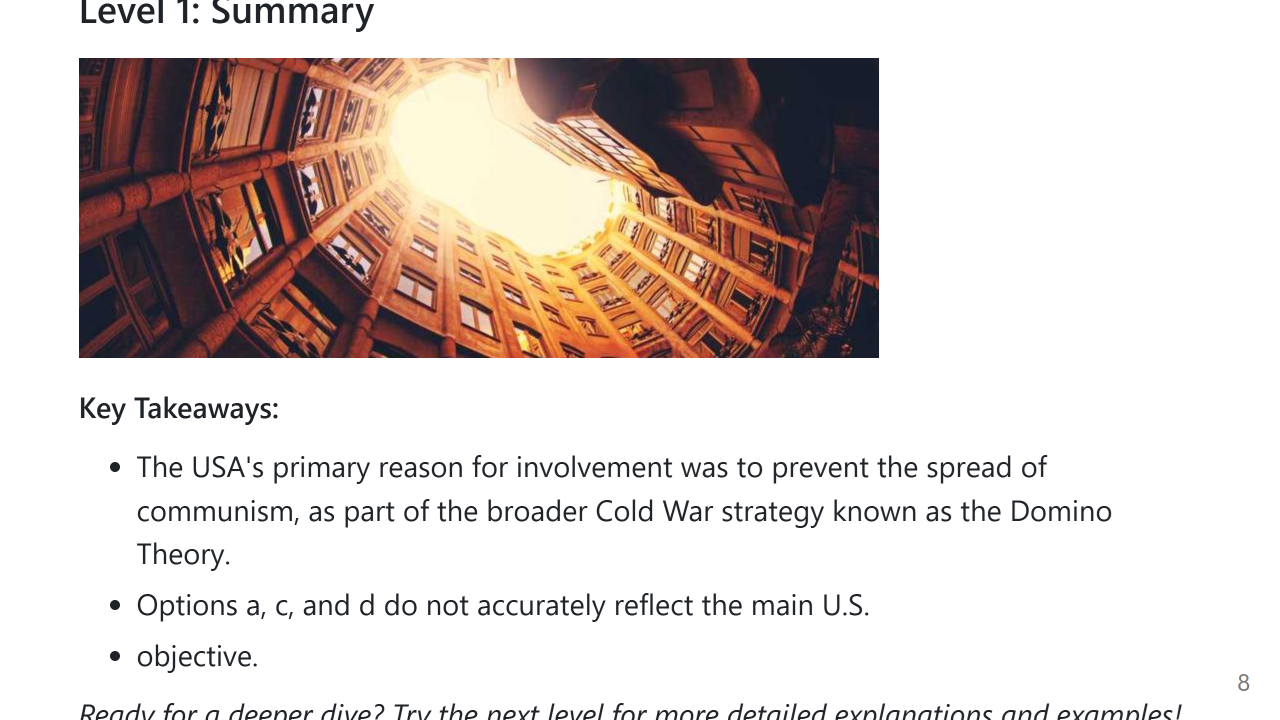 Level 1: Summary
Key Takeaways:
The USA's primary reason for involvement was to prevent the spread of
communism, as part of the broader Cold War strategy known as the Domino
Theory.
Options a, c, and d do not accurately reflect the main U.S.
objective.
8
Ready for a deeper dive? Try the next level for more detailed explanations and examples!